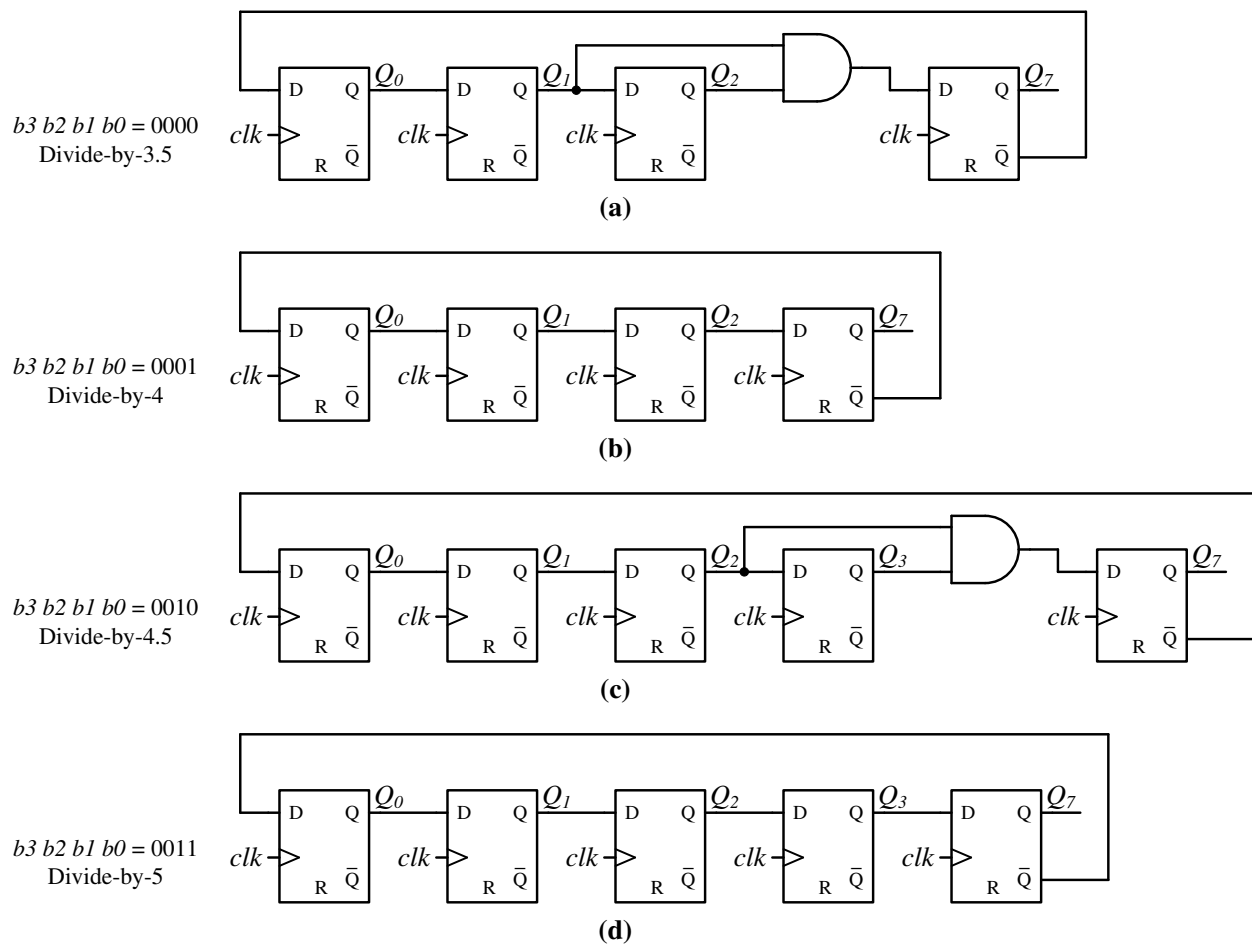 Q0 Q1 Q2 Q7
D Q D Q D Q D Q
b3 b2 b1 b0 = 0000
Divide-by-3.5
clk clk clk clk
R Q̅ R Q̅ R Q̅ R Q̅
(a)
Q0 Q1 Q2 Q7
D Q D Q D Q D Q
b3 b2 b1 b0 = 0001
Divide-by-4
clk clk clk clk
R Q̅ R Q̅ R Q̅ R Q̅
(b)
Q0 Q1 Q2 Q3 Q7
D Q D Q D Q D Q D Q
b3 b2 b1 b0 = 0010
Divide-by-4.5
clk clk clk clk clk
R Q̅ R Q̅ R Q̅ R Q̅ R Q̅
(c)
Q0 Q1 Q2 Q3 Q7
D Q D Q D Q D Q D Q
b3 b2 b1 b0 = 0011
Divide-by-5
clk clk clk clk clk
R Q̅ R Q̅ R Q̅ R Q̅ R Q̅
(d)